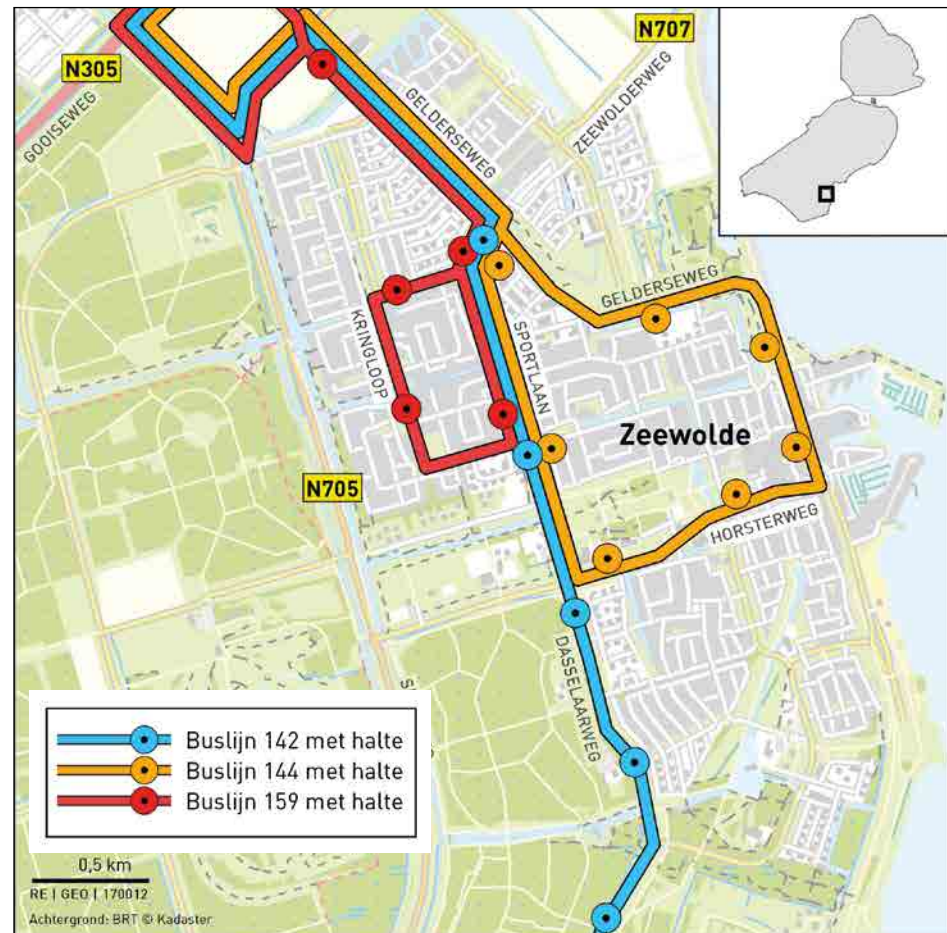 N305
GOOISEWEG
N707
GELDERSEWEG
ZEEWOLDERWEG
GELDERSEWEG
KRINGLOOP
SPORTLAAN
Zeewolde
N705
HORSTERWEG
DASSELAARWEG
Buslijn 142 met halte
Buslijn 144 met halte
Buslijn 159 met halte
0,5 km
RE | GEO | 170012
Achtergrond: BRT © Kadaster